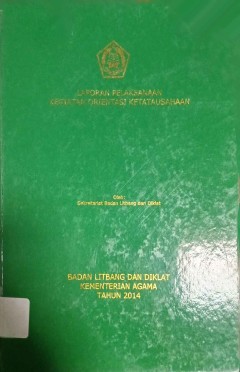 LAPORAN PELAKSANAAN
KEGIATAN ORIENTASI KETATAUSAHAAN
Oleh:
Sekretariat Badan Litbang dan Diklat
BADAN LITBANG DAN DIKLAT
KEMENTERIAN AGAMA
TAHUN 2014